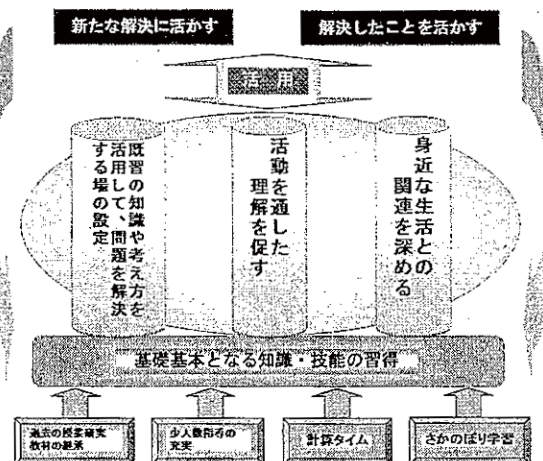 新たな解決に活かす
解決したことを活かす
活用
既習の知識や考え方を
活用して、問題を解決
する場の設定
活動を通した
理解を促す
身近な生活との
関連を深める
基礎基本となる知識・技能の習得
過去の授業研究
教材の継承
少人数指導の
充実
計算タイム
さかのぼり学習